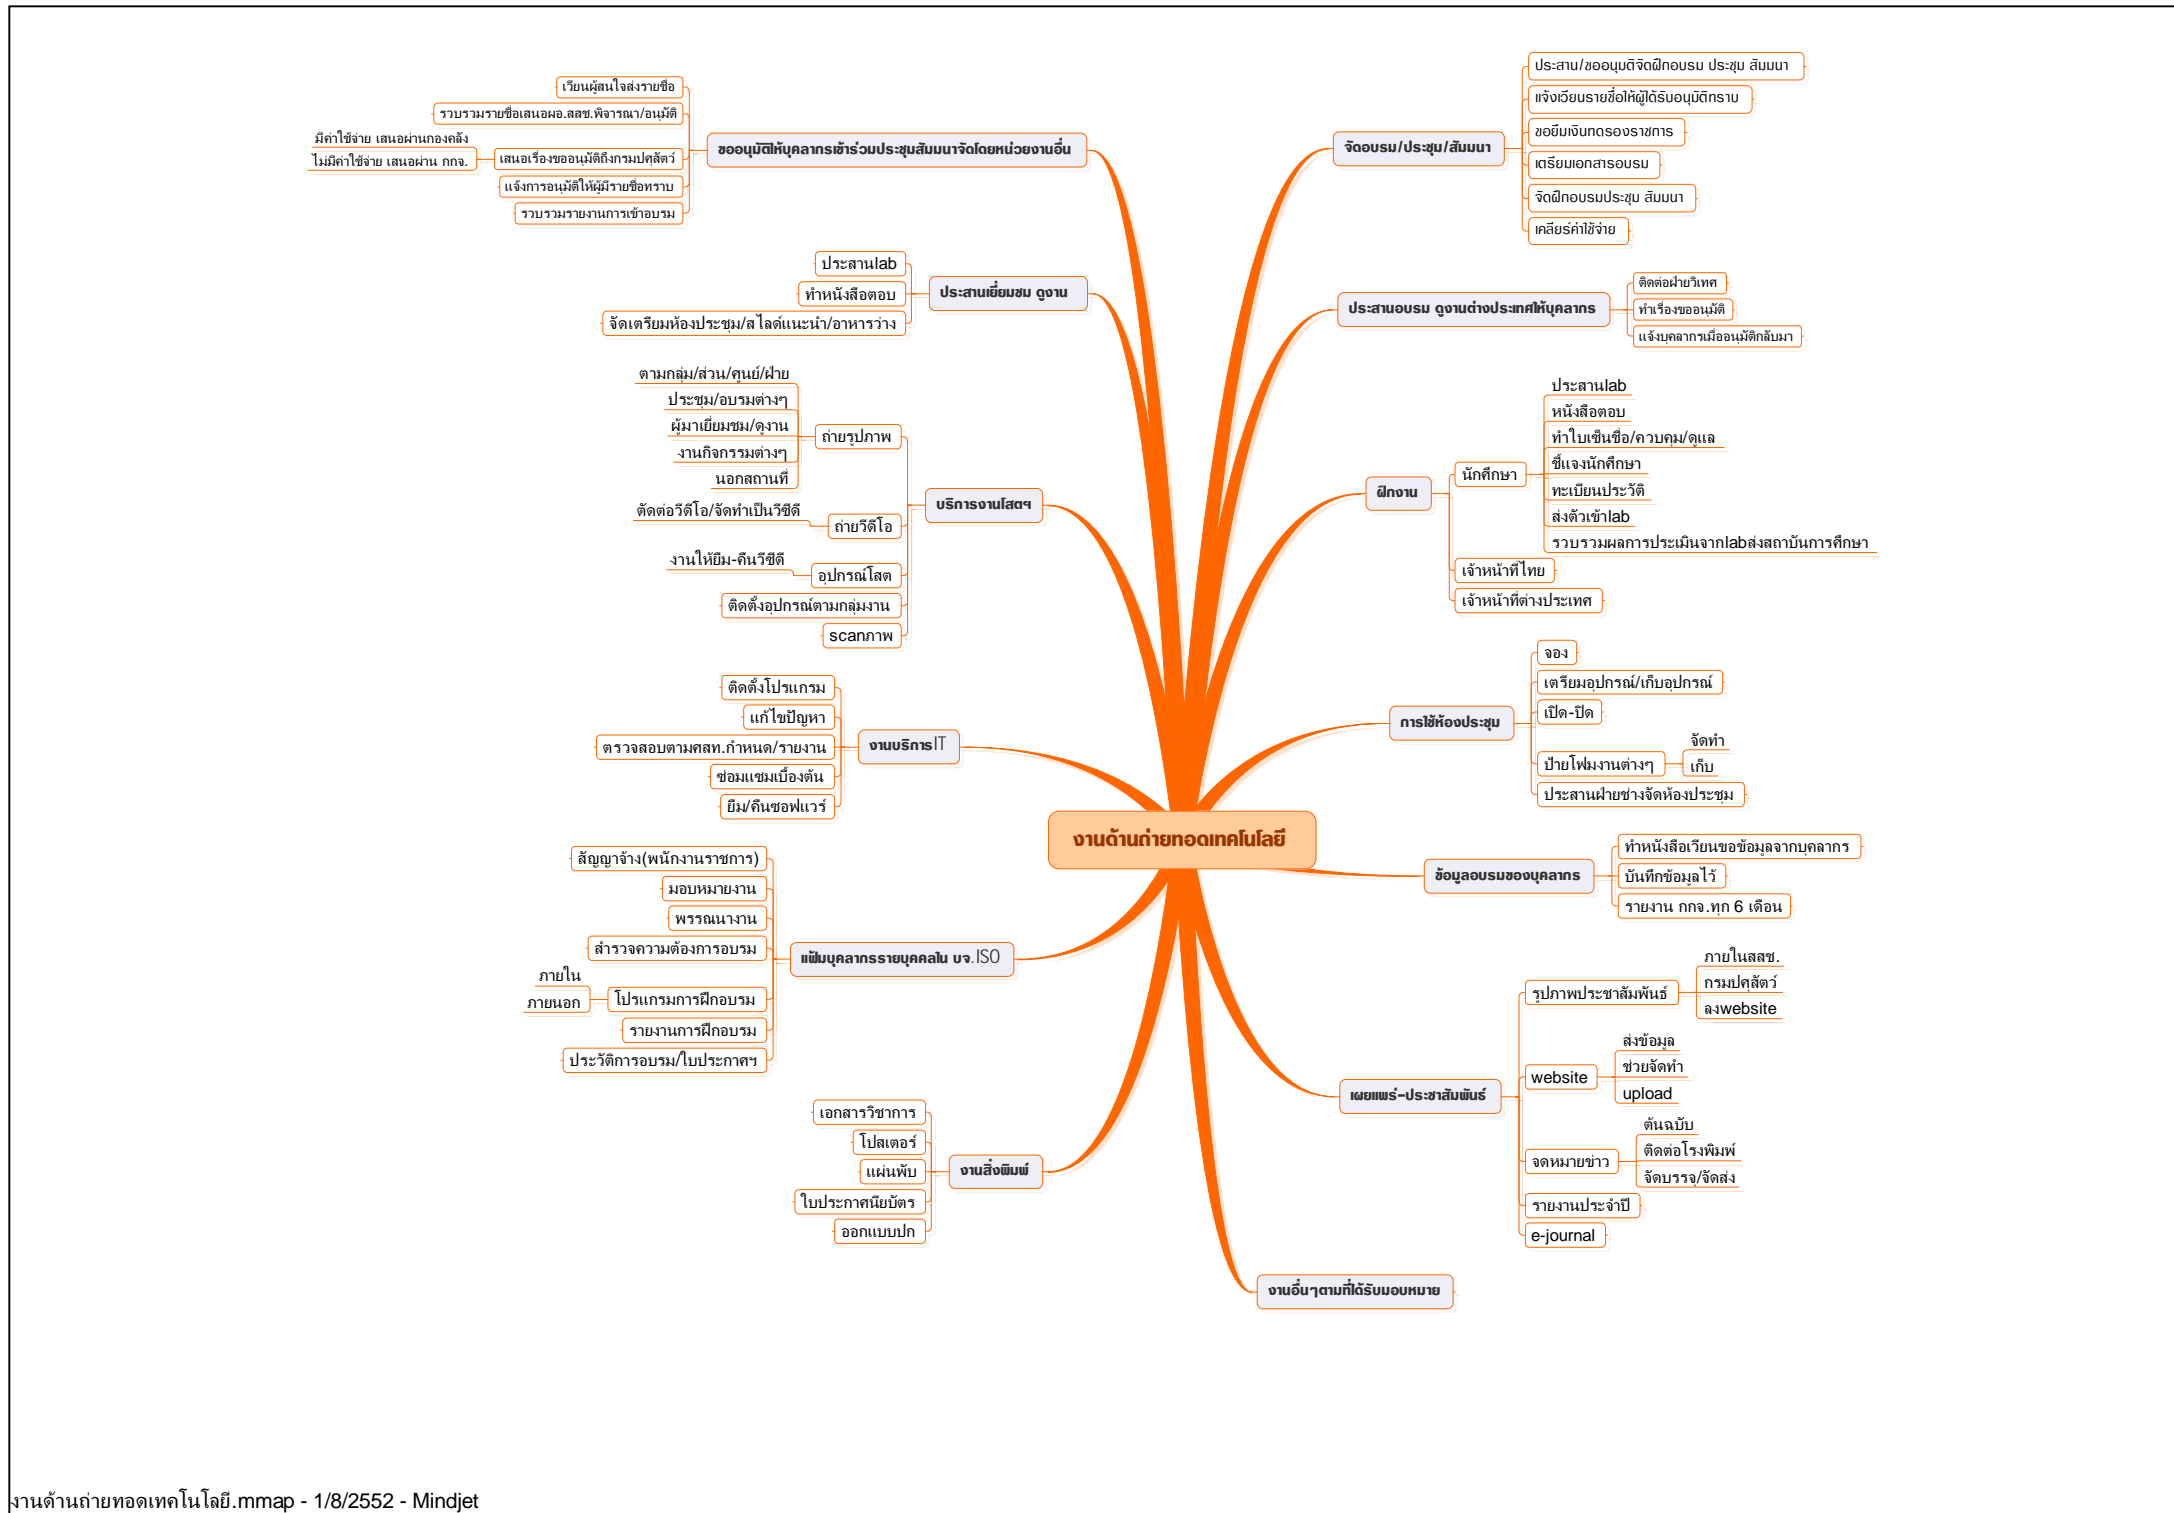 งานด้านถ่ายทอดเทคโนโลยี
จัดอบรม/ประชุม/สัมมนา
ประสาน/ขออนุมติจัดฝึกอบรม ประชุม สัมมนา
แจ้งเวียนรายชื่อให้ผู้ได้รับอนุมัติทราบ
ขอยืมเงินทดรองราชการ
เตรียมเอกสารอบรม
จัดฝึกอบรมประชุม สัมมนา
เคลียร์ค่าใช้จ่าย
ประสานอบรม ดูงานต่างประเทศให้บุคลากร
ติดต่อฝ่ายวิเทศ
ทำเรื่องขออนุมัติ
แจ้งบุคลากรเมื่ออนุมัติกลับมา
ฝึกงาน
นักศึกษา
ประสานlab
หนังสือตอบ
ทำใบเซ็นชื่อ/ควบคุม/ดูแล
ชี้แจงนักศึกษา
ทะเบียนประวัติ
ส่งตัวเข้าlab
รวบรวมผลการประเมินจากlabส่งสถาบันการศึกษา
เจ้าหน้าที่ไทย
เจ้าหน้าที่ต่างประเทศ
การใช้ห้องประชุม
จอง
เตรียมอุปกรณ์/เก็บอุปกรณ์
เปิด-ปิด
ป้ายโฟมงานต่างๆ
จัดทำ
เก็บ
ประสานฝ่ายช่างจัดห้องประชุม
ข้อมูลอบรมของบุคลากร
ทำหนังสือเวียนขอข้อมูลจากบุคลากร
บันทึกข้อมูลไว้
รายงาน กกจ.ทุก 6 เดือน
เผยแพร่-ประชาสัมพันธ์
รูปภาพประชาสัมพันธ์
ภายในสสช.
กรมปศุสัตว์
ลงwebsite
website
ส่งข้อมูล
ช่วยจัดทำ
upload
จดหมายข่าว
ต้นฉบับ
ติดต่อโรงพิมพ์
จัดบรรจุ/จัดส่ง
รายงานประจำปี
e-journal
งานอื่นๆตามที่ได้รับมอบหมาย
ขออนุมัติให้บุคลากรเข้าร่วมประชุมสัมมนาจัดโดยหน่วยงานอื่น
เวียนผู้สนใจส่งรายชื่อ
รวบรวมรายชื่อเสนอผอ.สสช.พิจารณา/อนุมัติ
เสนอเรื่องขออนุมัติถึงกรมปศุสัตว์
มีค่าใช้จ่าย เสนอผ่านกองคลัง
ไม่มีค่าใช้จ่าย เสนอผ่าน กกจ.
แจ้งการอนุมัติให้ผู้มีรายชื่อทราบ
รวบรวมรายงานการเข้าอบรม
ประสานเยี่ยมชม ดูงาน
ประสานlab
ทำหนังสือตอบ
จัดเตรียมห้องประชุม/สไลด์แนะนำ/อาหารว่าง
บริการงานโสตฯ
ถ่ายรูปภาพ
ตามกลุ่ม/ส่วน/ศูนย์/ฝ่าย
ประชุม/อบรมต่างๆ
ผู้มาเยี่ยมชม/ดูงาน
งานกิจกรรมต่างๆ
นอกสถานที่
ถ่ายวีดีโอ
ตัดต่อวีดีโอ/จัดทำเป็นวีซีดี
อุปกรณ์โสต
งานให้ยืม-คืนวีซีดี
ติดตั้งอุปกรณ์ตามกลุ่มงาน
scanภาพ
งานบริการIT
ติดตั้งโปรแกรม
แก้ไขปัญหา
ตรวจสอบตามศสท.กำหนด/รายงาน
ซ่อมแซมเบื้องต้น
ยืม/คืนซอฟแวร์
แฟ้มบุคลากรรายบุคคลใน บจ.ISO
สัญญาจ้าง(พนักงานราชการ)
มอบหมายงาน
พรรณนางาน
สำรวจความต้องการอบรม
โปรแกรมการฝึกอบรม
ภายใน
ภายนอก
รายงานการฝึกอบรม
ประวัติการอบรม/ใบประกาศฯ
งานสิ่งพิมพ์
เอกสารวิชาการ
โปสเตอร์
แผ่นพับ
ใบประกาศนียบัตร
ออกแบบปก
งานด้านถ่ายทอดเทคโนโลยี.mmap - 1/8/2552 - Mindjet